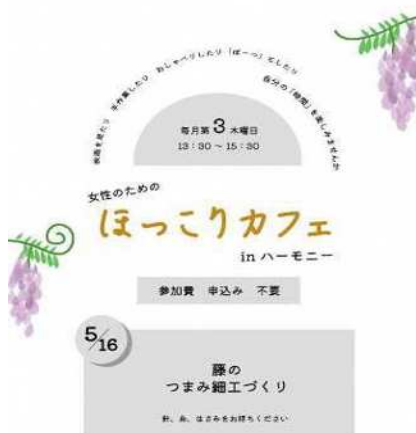 映画を見たり 手作業したり おしゃべりしたり 「ぼーっ」としたり 自分の「時間」を楽しみませんか
毎月第3木曜日
13：30～15：30
女性のための
ほっこりカフェ
in ハーモニー
参加費 申込み 不要
5/16
藤の
つまみ細工づくり
針、糸、はさみをお持ちください